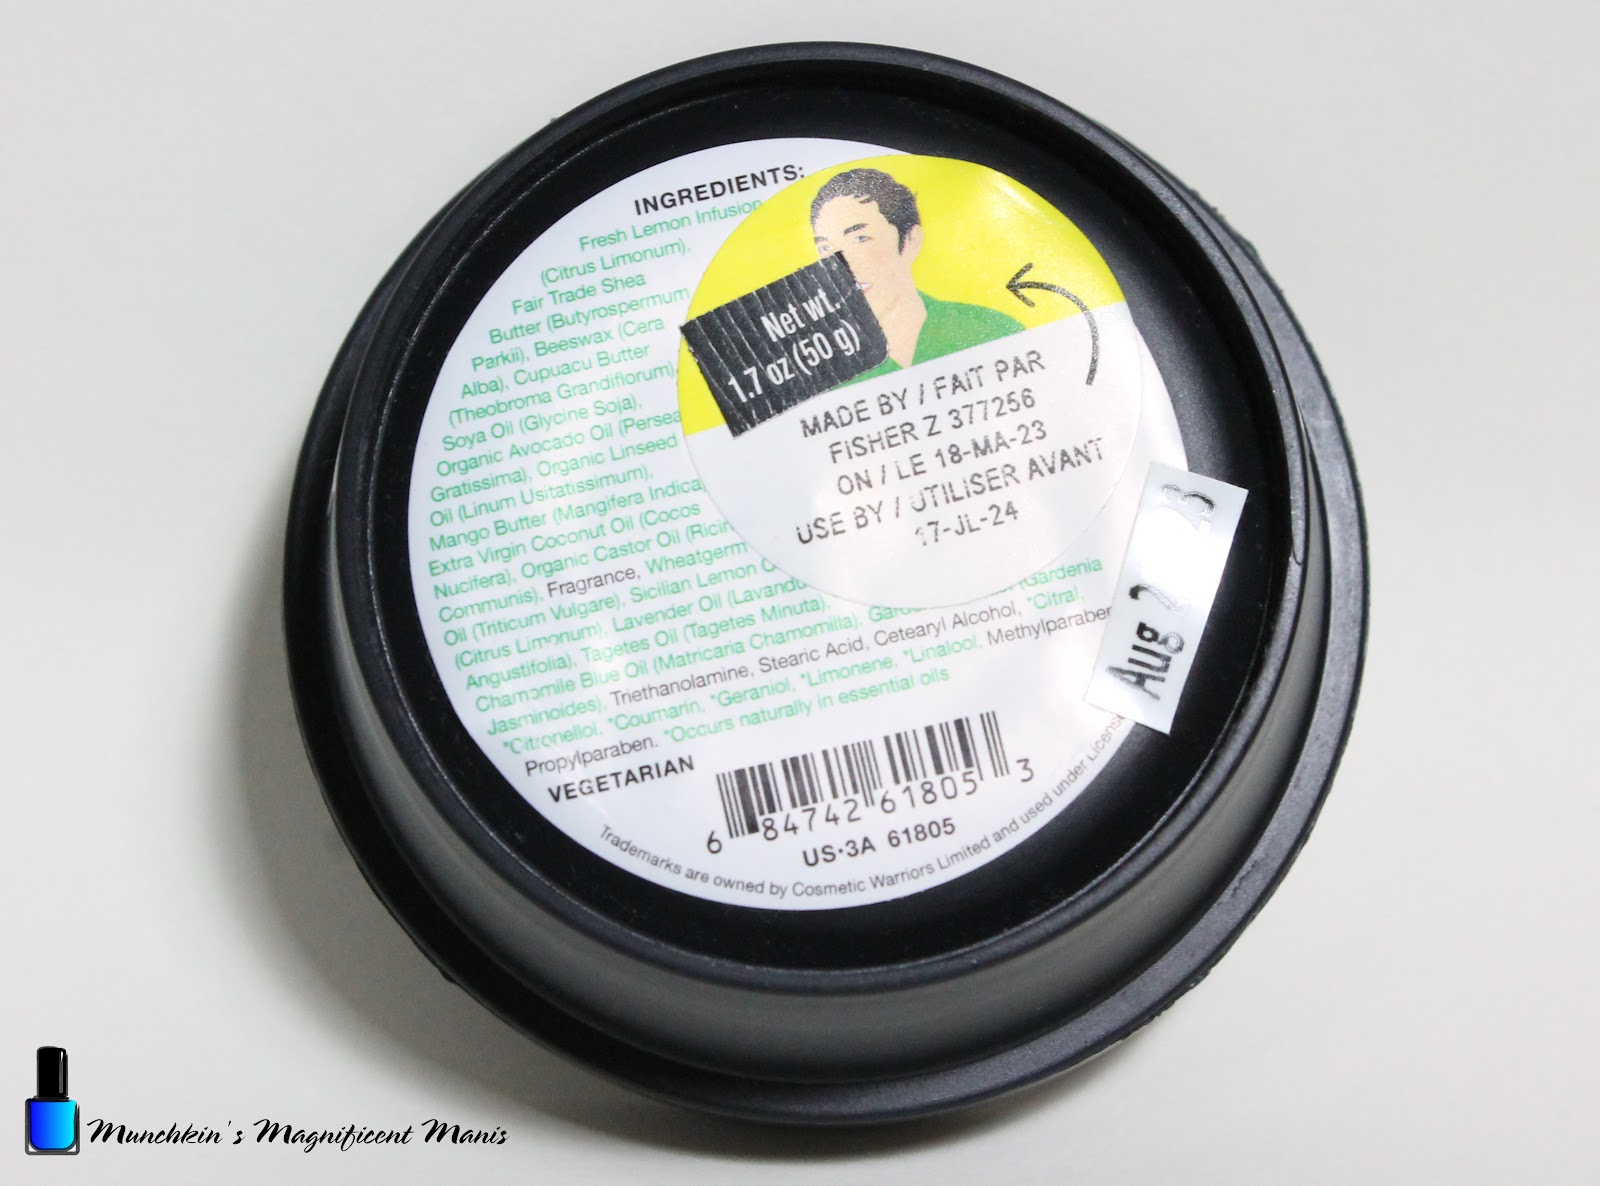 INGREDIENTS:
Fresh Lemon Infusion
(Citrus Limonum),
Fair Trade Shea
Butter (Butyrospermum
Parkii), Beeswax (Cera
Alba), Cupuacu Butter
(Theobroma Grandiflorum),
Soya Oil (Glycine Soja),
Organic Avocado Oil (Persea
Gratissima), Organic Linseed
Oil (Linum Usitatissimum),
Mango Butter (Mangifera Indica
Extra Virgin Coconut Oil (Cocos
Nucifera), Organic Castor Oil (Ricin
Communis), Fragrance, Wheatgerm
Oil (Triticum Vulgare), Sicilian Lemon
(Citrus Limonum), Lavender Oil (Lavandu
Angustifolia), Tagetes Oil (Tagetes Minuta),
Chamomile Blue Oil (Matricaria Chamomilla), (Gardenia
Jasminoides), Triethanolamine, Stearic Acid, Cetearyl Alcohol, *Citral,
*Citronellol, *Coumarin, *Geraniol, *Limonene, *Linalool, Methylparaben
Propylparaben. *Occurs naturally in essential oils
VEGETARIAN
6 84742 61805 3
US·3A 61805
Trademarks are owned by Cosmetic Warriors Limited and used under License
Net wt.
1.7 oz (50 g)
MADE BY / FAIT PAR
FISHER Z 377256
ON / LE 18-MA-23
USE BY / UTILISER AVANT
17-JL-24
Aug 2 23
Munchkin's Magnificent Manis